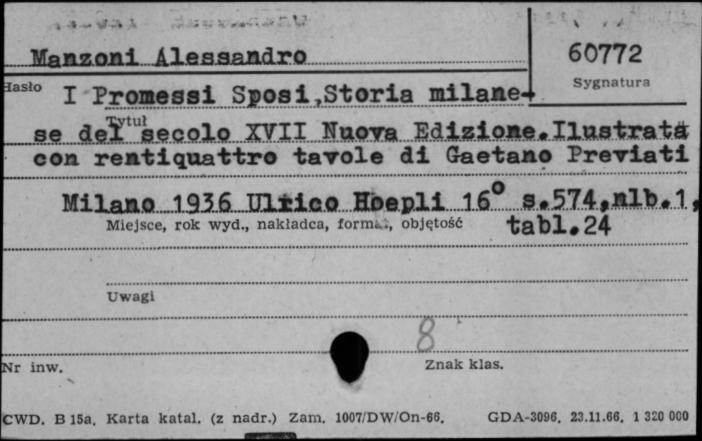 Manzoni Alessandro
60772
Hasło
Sygnatura
I Promessi Sposi,Storia milane-
Tytuł
se del secolo XVII Nuova Edizione.Ilustrata
con rentiquattro tavole di Gaetano Previati
Milano 1936 Ulrico Hoepli 16° s.574,nlb.1,
Miejsce, rok wyd., nakładca, format, objętość
tabl.24
Uwagi
8
Nr inw.
Znak klas.
CWD. B 15a. Karta katal. (z nadr.) Zam. 1007/DW/On-66. GDA-3096. 23.11.66. 1 320 000